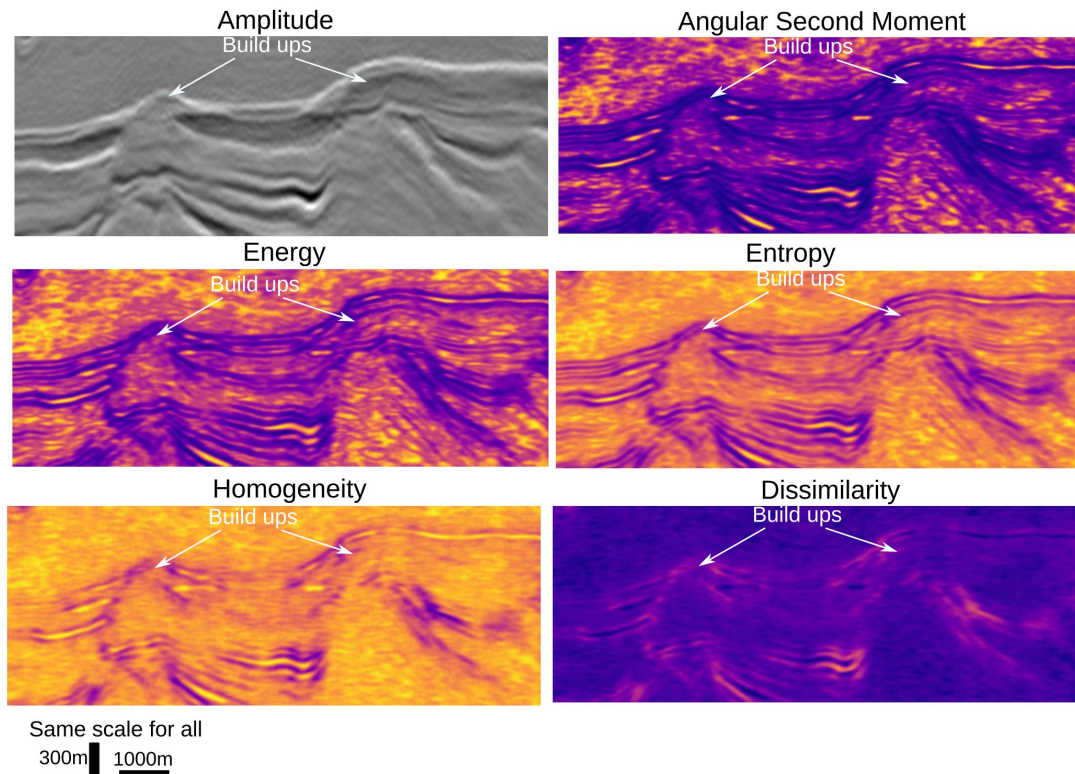 Amplitude
Build ups
Angular Second Moment
Build ups
Energy
Build ups
Entropy
Build ups
Homogeneity
Build ups
Dissimilarity
Build ups
Same scale for all
300m 1000m